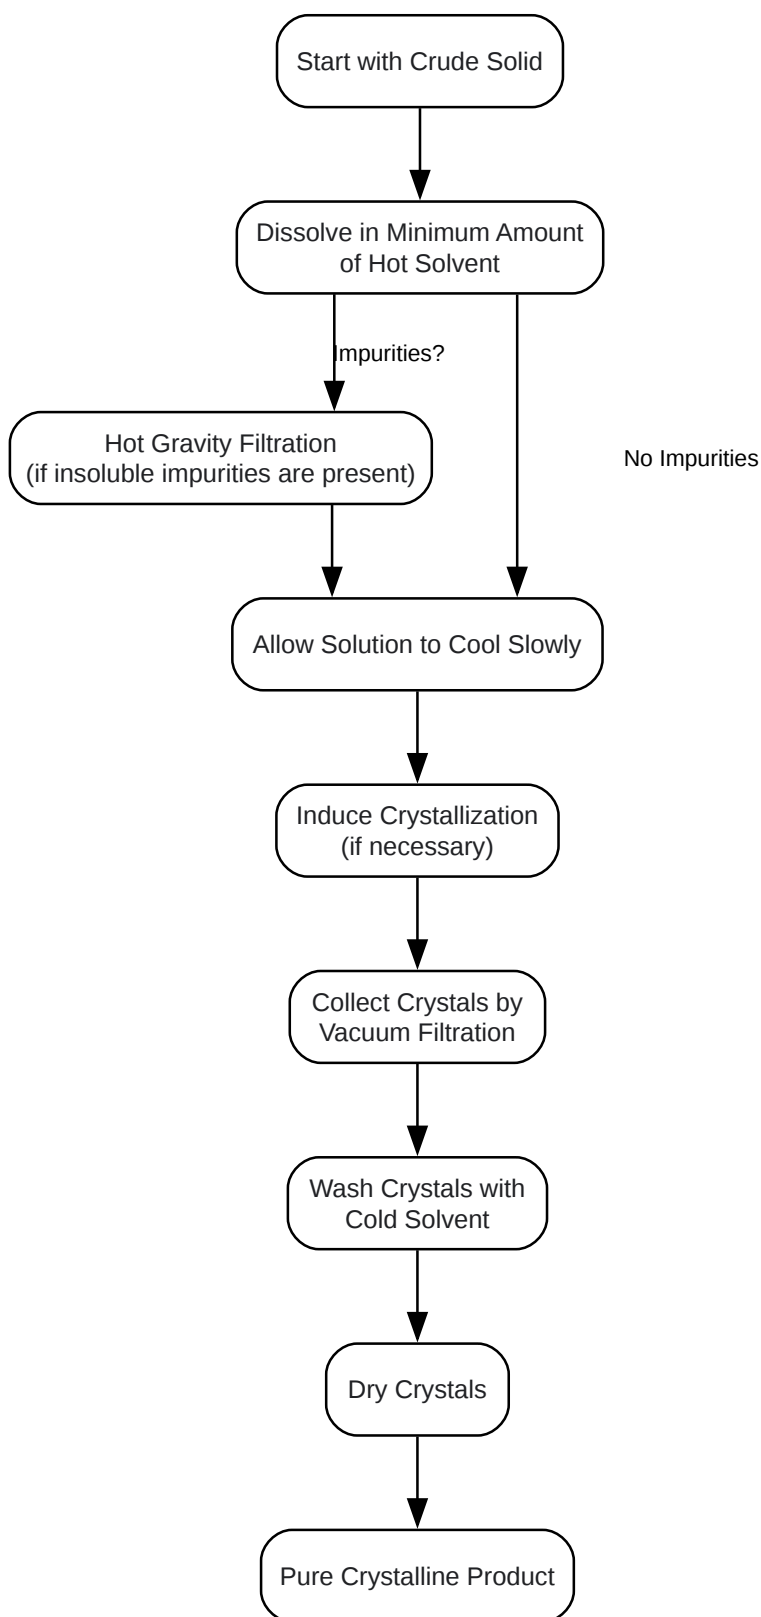 Start with Crude Solid
Dissolve in Minimum Amount
of Hot Solvent
Impurities?
Hot Gravity Filtration
(if insoluble impurities are present)
No Impurities
Allow Solution to Cool Slowly
Induce Crystallization
(if necessary)
Collect Crystals by
Vacuum Filtration
Wash Crystals with
Cold Solvent
Dry Crystals
Pure Crystalline Product